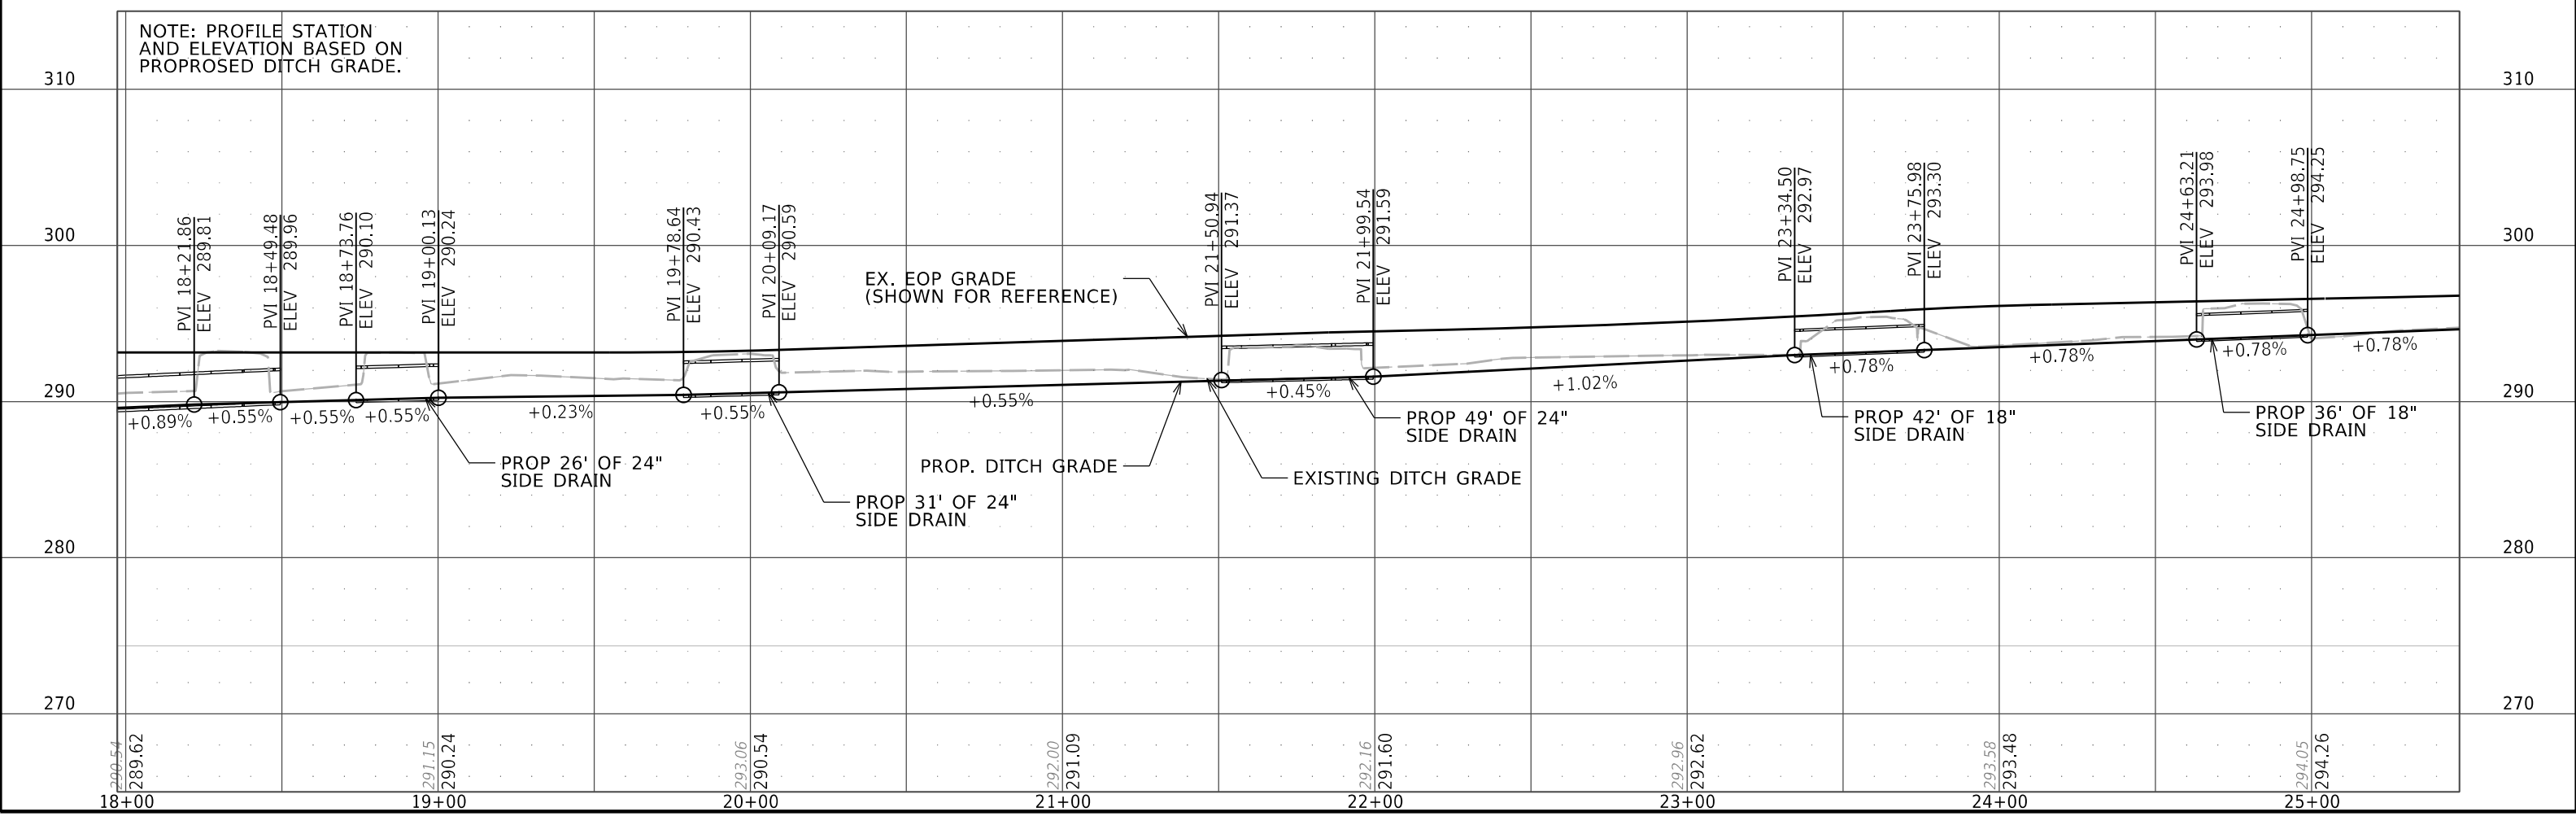 NOTE: PROFILE STATION
AND ELEVATION BASED ON
PROPROSED DITCH GRADE.
310
310
300
300
290
290
280
280
270
270
PVI 18+21.86
ELEV 289.81
PVI 18+49.48
ELEV 289.96
PVI 18+73.76
ELEV 290.10
PVI 19+00.13
ELEV 290.24
PVI 19+78.64
ELEV 290.43
PVI 20+09.17
ELEV 290.59
PVI 21+50.94
ELEV 291.37
PVI 21+99.54
ELEV 291.59
PVI 23+34.50
ELEV 292.97
PVI 23+75.98
ELEV 293.30
PVI 24+63.21
ELEV 293.98
PVI 24+98.75
ELEV 294.25
EX. EOP GRADE
(SHOWN FOR REFERENCE)
+0.89%
+0.55%
+0.55%
+0.55%
+0.23%
+0.55%
+0.55%
+0.45%
+1.02%
+0.78%
+0.78%
+0.78%
+0.78%
PROP 26' OF 24"
SIDE DRAIN
PROP 31' OF 24"
SIDE DRAIN
PROP. DITCH GRADE
EXISTING DITCH GRADE
PROP 49' OF 24"
SIDE DRAIN
PROP 42' OF 18"
SIDE DRAIN
PROP 36' OF 18"
SIDE DRAIN
290.54
289.62
291.15
290.24
293.06
290.54
292.00
291.09
292.16
291.60
292.96
292.62
293.58
293.48
294.05
294.26
18+00
19+00
20+00
21+00
22+00
23+00
24+00
25+00